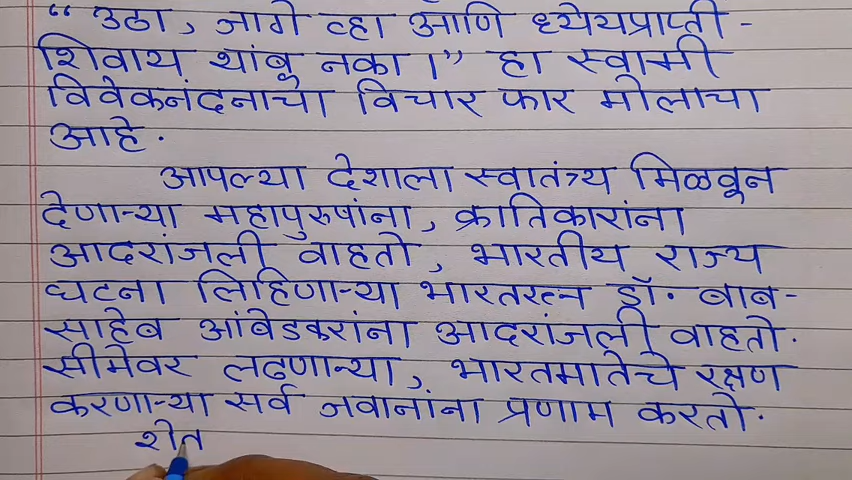 “ उठा, जागे व्हा आणि ध्येयप्राप्ती -
शिवाय थांबू नका।” हा स्वामी
विवेकनंदनाचा विचार फार मोलाचा
आहे.
आपल्या देशाला स्वातंत्र्य मिळवून
देणाऱ्या महापुरुषांना, क्रातिकारांना
आदरांजली वाहतो, भारतीय राज्य
घटना लिहिणाऱ्या भारतरत्न डॉ. बाब-
साहेब आंबेडकरांना आदरांजली वाहतो.
सीमेवर लढणाऱ्या, भारतमातेचे रक्षण
करणाऱ्या सर्व जवानांना प्रणाम करतो.
शेत